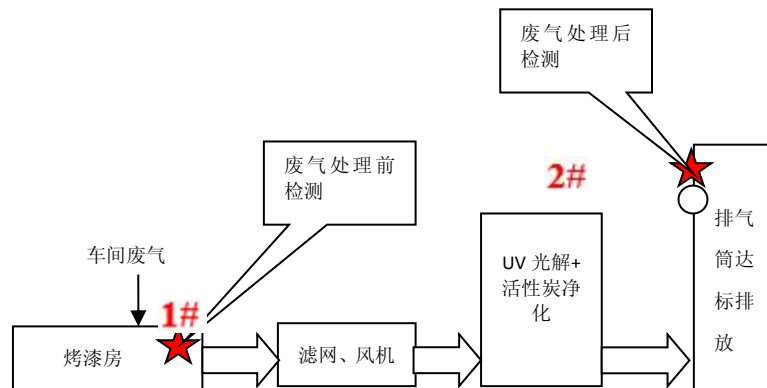 废气处理后
检测
废气处理前
检测
2#
车间废气
1#
烤漆房
滤网、风机
UV 光解+
活性炭净
化
排气
筒达
标排
放